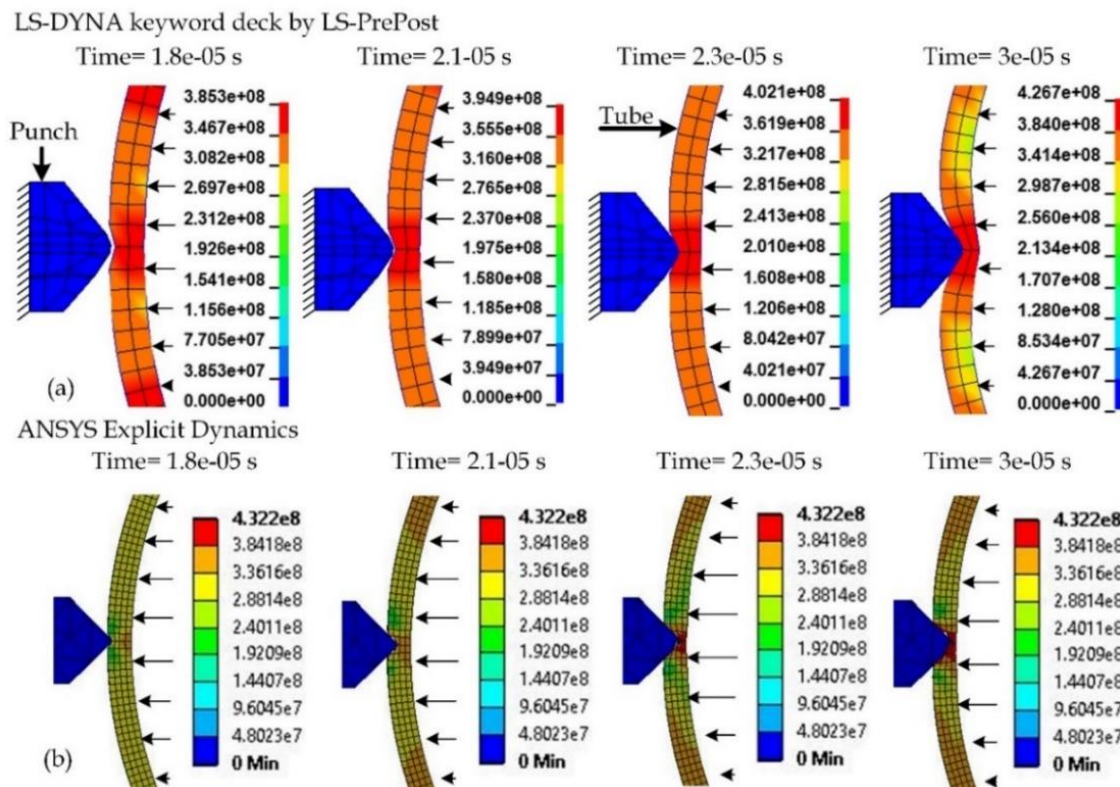 LS-DYNA keyword deck by LS-PrePost
Time= 1.8e-05 s
Time= 2.1-05 s
Time= 2.3e-05 s
Time= 3e-05 s
Punch
3.853e+08
3.467e+08
3.082e+08
2.697e+08
2.312e+08
1.926e+08
1.541e+08
1.156e+08
7.705e+07
3.853e+07
0.000e+00
3.949e+08
3.555e+08
3.160e+08
2.765e+08
2.370e+08
1.975e+08
1.580e+08
1.185e+08
7.899e+07
3.949e+07
0.000e+00
Tube
4.021e+08
3.619e+08
3.217e+08
2.815e+08
2.413e+08
2.010e+08
1.608e+08
1.206e+08
8.042e+07
4.021e+07
0.000e+00
4.267e+08
3.840e+08
3.414e+08
2.987e+08
2.560e+08
2.134e+08
1.707e+08
1.280e+08
8.534e+07
4.267e+07
0.000e+00
(a)
ANSYS Explicit Dynamics
Time= 1.8e-05 s
Time= 2.1-05 s
Time= 2.3e-05 s
Time= 3e-05 s
4.322e8
3.8418e8
3.3616e8
2.8814e8
2.4011e8
1.9209e8
1.4407e8
9.6045e7
4.8023e7
0 Min
4.322e8
3.8418e8
3.3616e8
2.8814e8
2.4011e8
1.9209e8
1.4407e8
9.6045e7
4.8023e7
0 Min
4.322e8
3.8418e8
3.3616e8
2.8814e8
2.4011e8
1.9209e8
1.4407e8
9.6045e7
4.8023e7
0 Min
4.322e8
3.8418e8
3.3616e8
2.8814e8
2.4011e8
1.9209e8
1.4407e8
9.6045e7
4.8023e7
0 Min
(b)